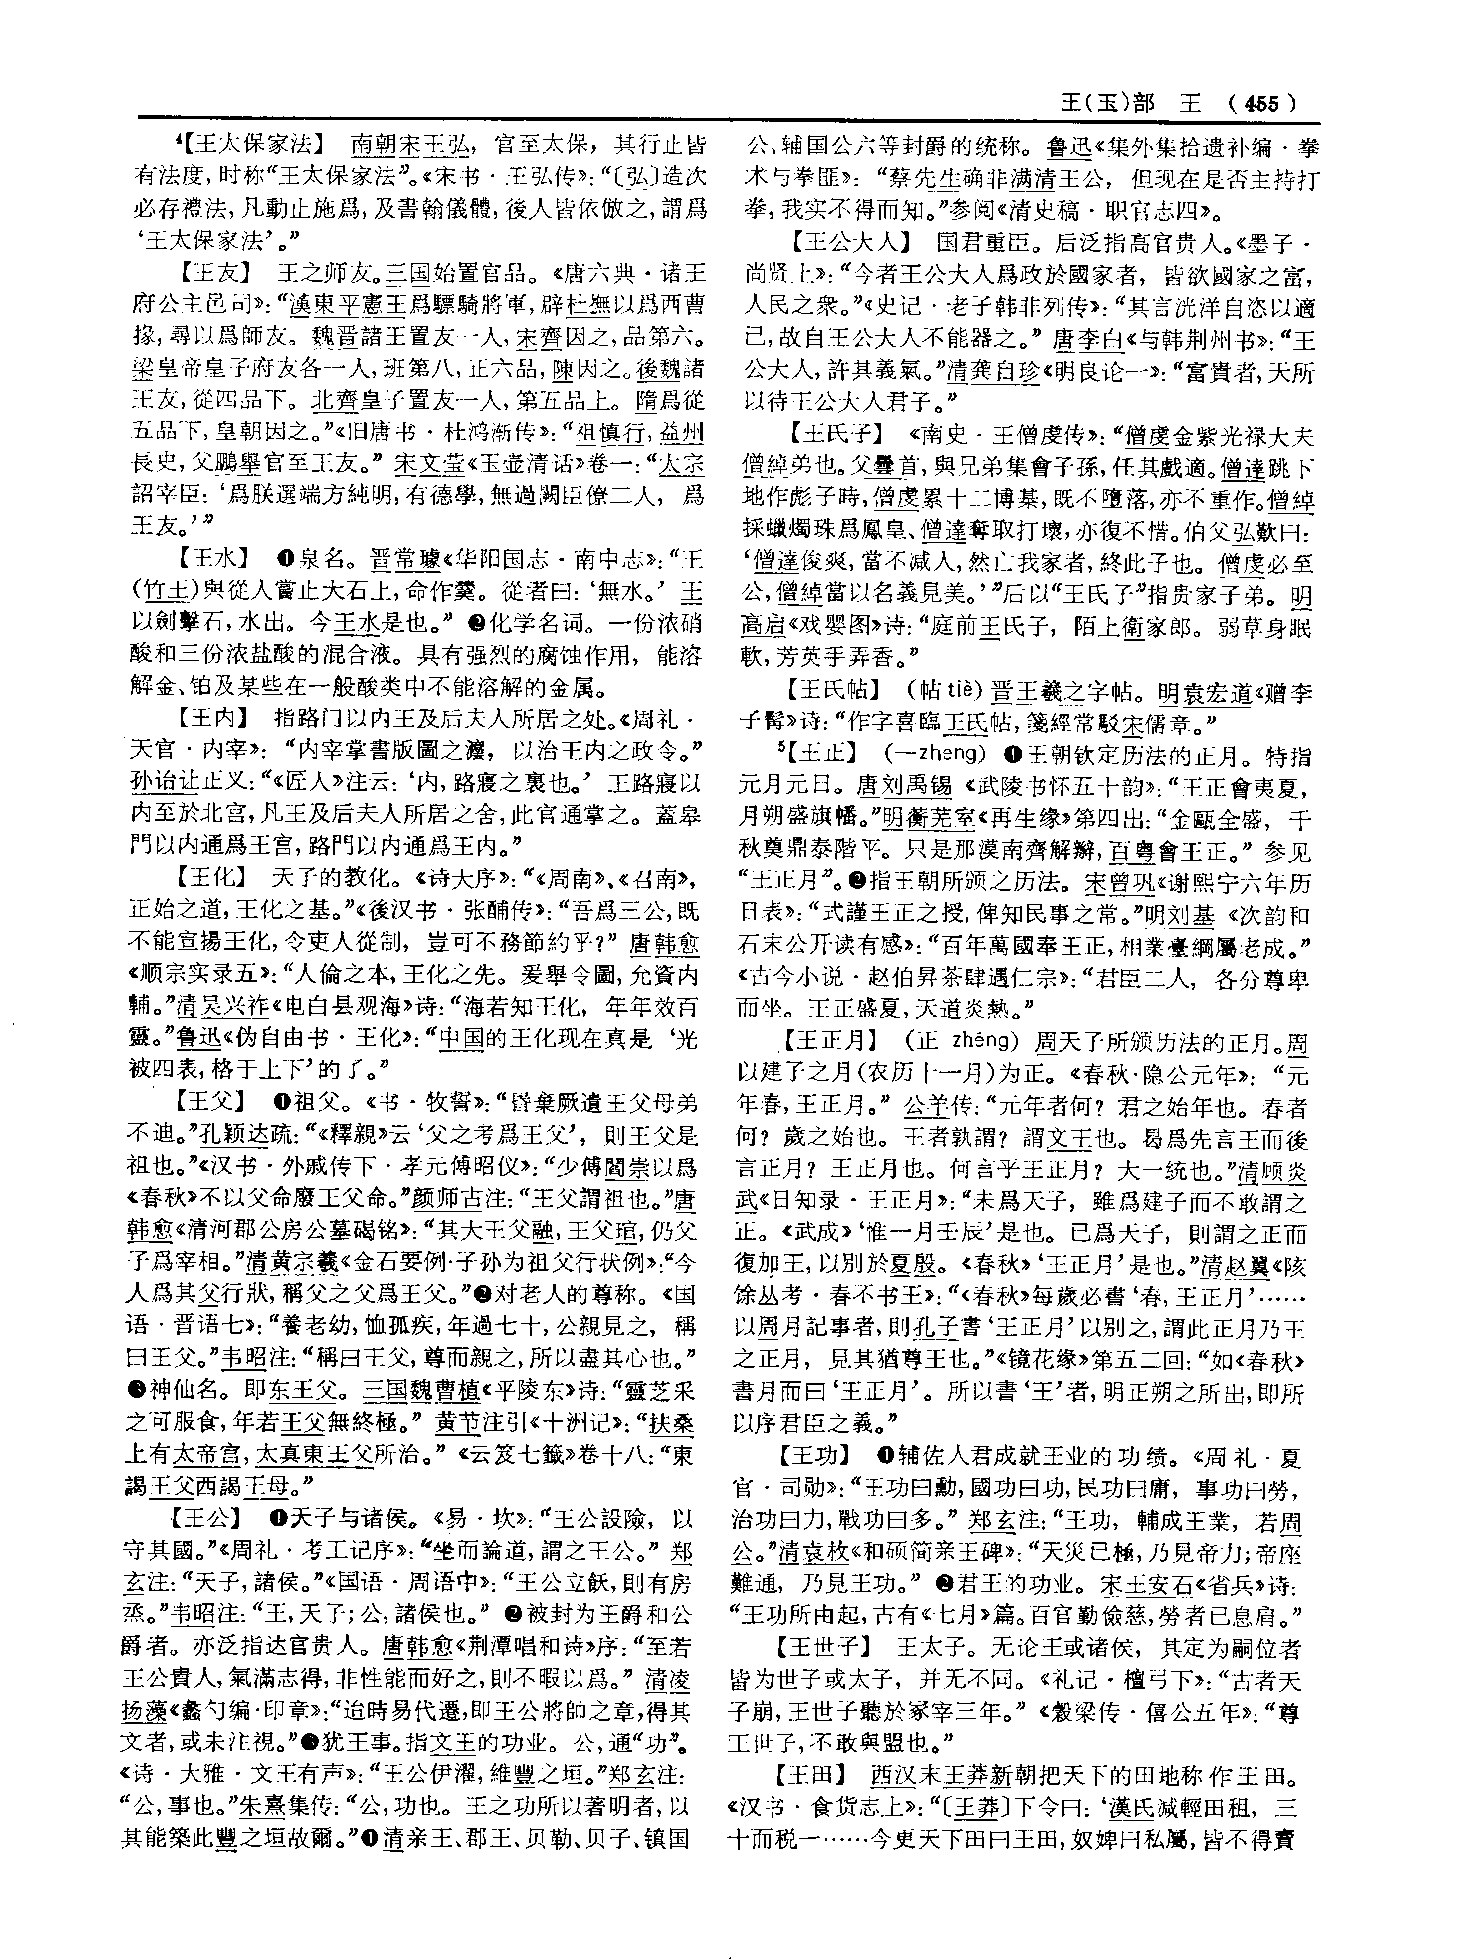 王(玉)部 王 (455)
⁴【王太保家法】 南朝宋王弘，官至太保，其行止皆
有法度，时称“王太保家法”。《宋书·王弘传》：“〔弘〕造次
必存禮法，凡動止施爲，及書翰儀體，後人皆依倣之，謂爲
‘王太保家法’。”
【王友】 王之师友。三国始置官品。《唐六典·诸王
府公主邑司》：“漢東平憲王爲驃騎將軍，辟杜撫以爲西曹
掾，尋以爲師友。魏晋諸王置友一人，宋齊因之，品第六。
梁皇帝皇子府友各一人，班第八，正六品，陳因之。後魏諸
王友，從四品下。北齊皇子置友一人，第五品上。隋爲從
五品下，皇朝因之。”《旧唐书·杜鸿渐传》：“祖慎行，益州
長史，父鵬舉官至王友。”宋文莹《玉壶清话》卷一：“太宗
詔宰臣：‘爲朕選端方純明，有德學，無過闕臣僚二人，爲
王友。’”
【王水】 ❶泉名。晋常璩《华阳国志·南中志》：“王
(竹王)與從人嘗止大石上，命作羹。從者曰：‘無水。’王
以劍擊石，水出。今王水是也。”❷化学名词。一份浓硝
酸和三份浓盐酸的混合液。具有强烈的腐蚀作用，能溶
解金、铂及某些在一般酸类中不能溶解的金属。
【王内】 指路门以内王及后夫人所居之处。《周礼·
天官·内宰》：“内宰掌書版圖之灋，以治王内之政令。”
孙诒让正义：“《匠人》注云：‘内，路寢之裏也。’王路寢以
内至於北宫，凡王及后夫人所居之舍，此官通掌之。蓋皋
門以内通爲王宫，路門以内通爲王内。”
【王化】 天子的教化。《诗大序》：“《周南》、《召南》，
正始之道，王化之基。”《後汉书·张酺传》：“吾爲三公，既
不能宣揚王化，令吏人從制，豈可不務節約乎？”唐韩愈
《顺宗实录五》：“人倫之本，王化之先。爰舉令圖，允資内
輔。”清吴兴祚《电白县观海》诗：“海若知王化，年年效百
靈。”鲁迅《伪自由书·王化》：“中国的王化现在真是‘光
被四表，格于上下’的了。”
【王父】 ❶祖父。《书·牧誓》：“昏棄厥遺王父母弟
不迪。”孔颖达疏：“《釋親》云‘父之考爲王父’，則王父是
祖也。”《汉书·外戚传下·孝元傅昭仪》：“少傅閻崇以爲
《春秋》不以父命廢王父命。”颜师古注：“王父謂祖也。”唐
韩愈《清河郡公房公墓碣铭》：“其大王父融，王父琯，仍父
子爲宰相。”清黄宗羲《金石要例·子孙为祖父行状例》：“今
人爲其父行狀，稱父之父爲王父。”❷对老人的尊称。《国
语·晋语七》：“養老幼，恤孤疾，年過七十，公親見之，稱
曰王父。”韦昭注：“稱曰王父，尊而親之，所以盡其心也。”
❸神仙名。即东王父。三国魏曹植《平陵东》诗：“靈芝采
之可服食，年若王父無終極。”黄节注引《十洲记》：“扶桑
上有太帝宫，太真東王父所治。”《云笈七籤》卷十八：“東
謁王父西謁王母。”
【王公】 ❶天子与诸侯。《易·坎》：“王公設險，以
守其國。”《周礼·考工记序》：“坐而論道，謂之王公。”郑
玄注：“天子，諸侯。”《国语·周语中》：“王公立飫，則有房
烝。”韦昭注：“王，天子；公，諸侯也。”❷被封为王爵和公
爵者。亦泛指达官贵人。唐韩愈《荆潭唱和诗》序：“至若
王公貴人，氣滿志得，非性能而好之，則不暇以爲。”清凌
扬藻《蠡勺编·印章》：“迨時易代遷，即王公將帥之章，得其
文者，或未注視。”❸犹王事。指文王的功业。公，通“功”。
《诗·大雅·文王有声》：“王公伊濯，維豐之垣。”郑玄注：
“公，事也。”朱熹集传：“公，功也。王之功所以著明者，以
其能築此豐之垣故爾。”❹清亲王、郡王、贝勒、贝子、镇国
公、辅国公六等封爵的统称。鲁迅《集外集拾遗补编·拳
术与拳匪》：“蔡先生确非满清王公，但现在是否主持打
拳，我实不得而知。”参阅《清史稿·职官志四》。
【王公大人】 国君重臣。后泛指高官贵人。《墨子·
尚贤上》：“今者王公大人爲政於國家者，皆欲國家之富，
人民之衆。”《史记·老子韩非列传》：“其言洸洋自恣以適
己，故自王公大人不能器之。”唐李白《与韩荆州书》：“王
公大人，許其義氣。”清龚自珍《明良论一》：“富貴者，天所
以待王公大人君子。”
【王氏子】 《南史·王僧虔传》：“僧虔金紫光禄大夫
僧綽弟也。父曇首，與兄弟集會子孫，任其戲適。僧達跳下
地作彪子時，僧虔累十二博棊，既不墮落，亦不重作。僧綽
採蠟燭珠爲鳳皇、僧達奪取打壞，亦復不惜。伯父弘歎曰：
‘僧達俊爽，當不减人，然亡我家者，終此子也。僧虔必至
公，僧綽當以名義見美。’”后以“王氏子”指贵家子弟。明
高启《戏婴图》诗：“庭前王氏子，陌上衛家郎。弱草身眠
軟，芳英手弄香。”
【王氏帖】 (帖 tiè) 晋王羲之字帖。明袁宏道《赠李
子髯》诗：“作字喜臨王氏帖，箋經常駁宋儒章。”
⁵【王正】 (—zhēng) ❶王朝钦定历法的正月。特指
元月元日。唐刘禹锡《武陵书怀五十韵》：“王正會夷夏，
月朔盛旗幡。”明蘅芜室《再生缘》第四出：“金甌全盛，千
秋奠鼎泰階平。只是那漠南齊解辮，百粤會王正。”参见
“王正月”。❷指王朝所颁之历法。宋曾巩《谢熙宁六年历
日表》：“式謹王正之授，俾知民事之常。”明刘基《次韵和
石末公开读有感》：“百年萬國奉王正，相業臺綱屬老成。”
《古今小说·赵伯昇茶肆遇仁宗》：“君臣二人，各分尊卑
而坐。王正盛夏，天道炎熱。”
【王正月】 (正 zhēng) 周天子所颁历法的正月。周
以建子之月(农历十一月)为正。《春秋·隐公元年》：“元
年春，王正月。”公羊传：“元年者何？君之始年也。春者
何？歲之始也。王者孰謂？謂文王也。曷爲先言王而後
言正月？王正月也。何言乎王正月？大一统也。”清顾炎
武《日知录·王正月》：“未爲天子，雖爲建子而不敢謂之
正。《武成》‘惟一月壬辰’是也。已爲天子，則謂之正而
復加王，以别於夏殷。《春秋》‘王正月’是也。”清赵翼《陔
馀丛考·春不书王》：“《春秋》每歲必書‘春，王正月’……
以周月記事者，則孔子書‘王正月’以别之，謂此正月乃王
之正月，見其猶尊王也。”《镜花缘》第五二回：“如《春秋》
書月而曰‘王正月’。所以書‘王’者，明正朔之所出，即所
以序君臣之義。”
【王功】 ❶辅佐人君成就王业的功绩。《周礼·夏
官·司勋》：“王功曰勳，國功曰功，民功曰庸，事功曰勞，
治功曰力，戰功曰多。”郑玄注：“王功，輔成王業，若周
公。”清袁枚《和硕简亲王碑》：“天災已極，乃見帝力；帝座
難通，乃見王功。”❷君王的功业。宋王安石《省兵》诗：
“王功所由起，古有《七月》篇。百官勤儉慈，勞者已息肩。”
【王世子】 王太子。无论王或诸侯，其定为嗣位者
皆为世子或太子，并无不同。《礼记·檀弓下》：“古者天
子崩，王世子聽於冢宰三年。”《穀梁传·僖公五年》：“尊
王世子，不敢與盟也。”
【王田】 西汉末王莽新朝把天下的田地称作王田。
《汉书·食货志上》：“〔王莽〕下令曰：‘漢氏減輕田租，三
十而税一……今更天下田曰王田，奴婢曰私屬，皆不得賣